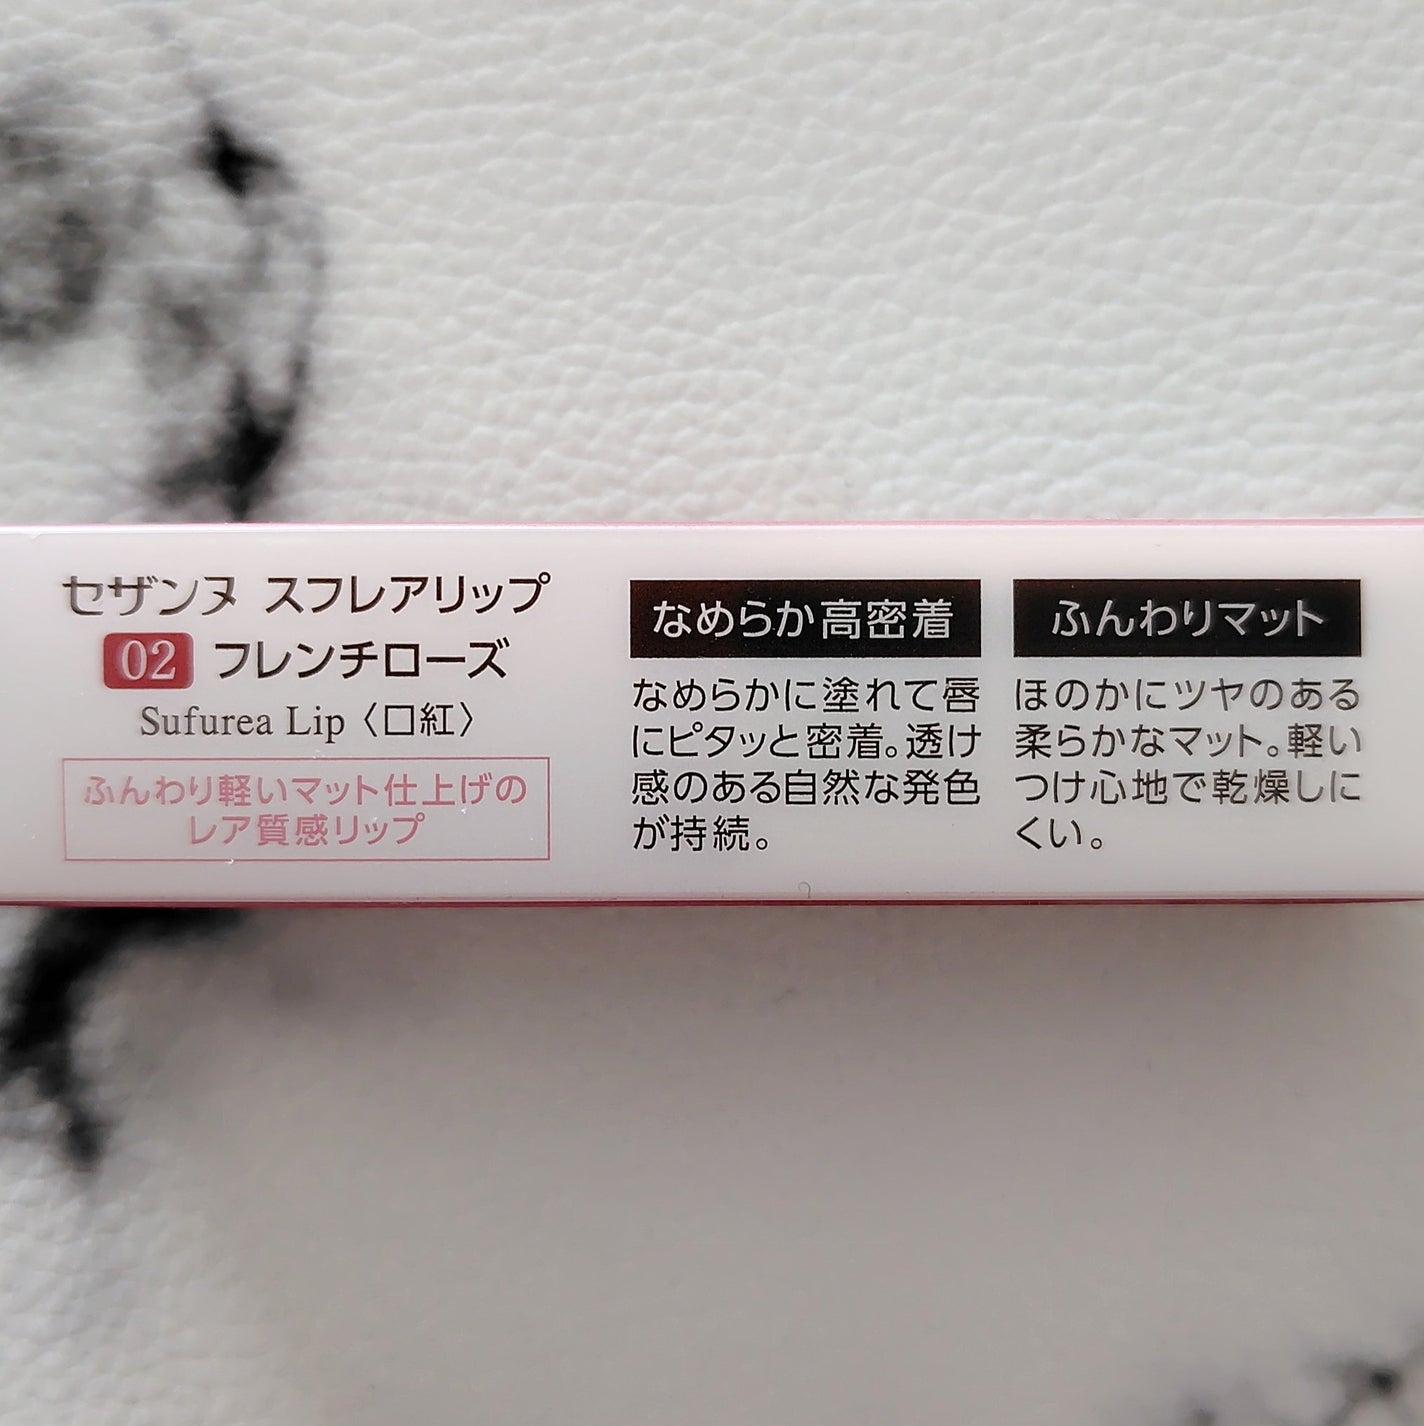 セザンヌ スフレアリップ
02 フレンチローズ
Sufurea Lip〈口紅〉
ふんわり軽いマット仕上げの
レア質感リップ
なめらか高密着
なめらかに塗れて唇
にピタッと密着。透け
感のある自然な発色
が持続。
ふんわりマット
ほのかにツヤのある
柔らかなマット。軽い
つけ心地で乾燥しに
くい。